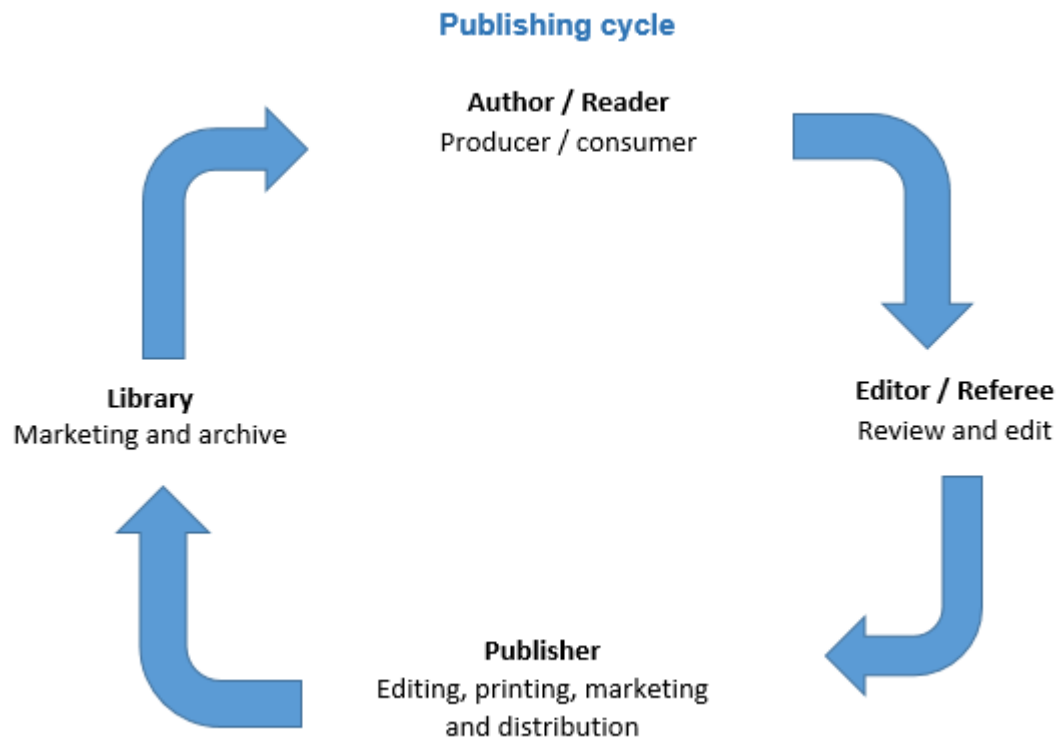 Publishing cycle
Author / Reader
Producer / consumer
Editor / Referee
Review and edit
Publisher
Editing, printing, marketing
and distribution
Library
Marketing and archive